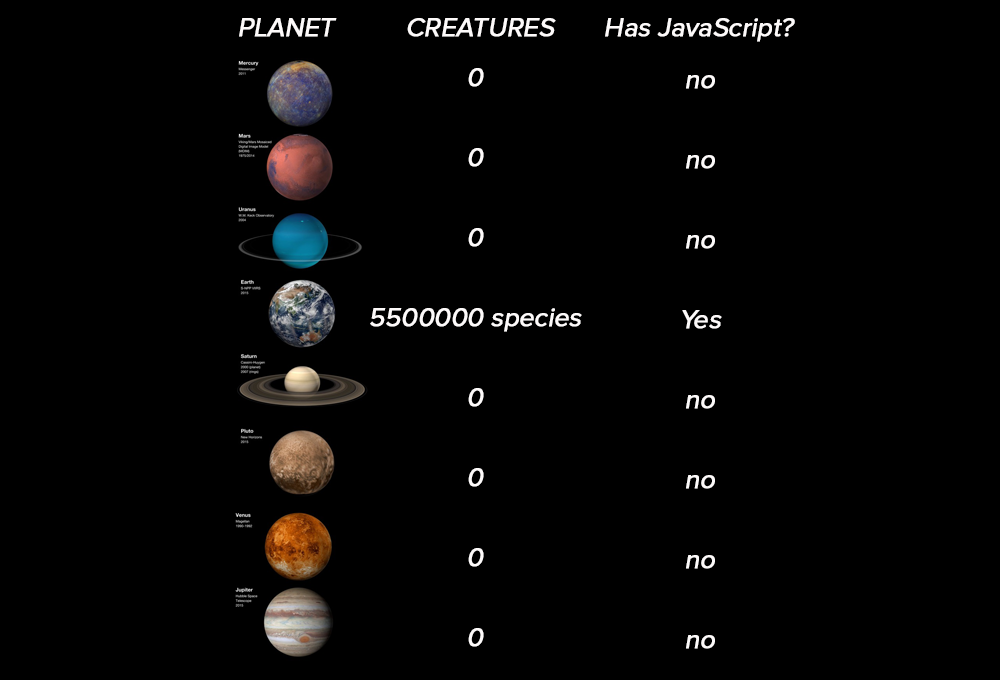 PLANET CREATURES Has JavaScript?
Mercury
Messenger
2011
0 no
Mars
Viking/Mars Mosaiced
Digital Image Model
1976/2014
0 no
Uranus
W.M. Keck Observatory
2004
0 no
Earth
S-NPP VIIRS
2015
5500000 species Yes
Saturn
Cassini-Huygen
2002 (planet)
2007 (rings)
0 no
Pluto
New Horizons
2015
0 no
Venus
Magellan
1990-1992
0 no
Jupiter
Hubble Space
Telescope
2014
0 no